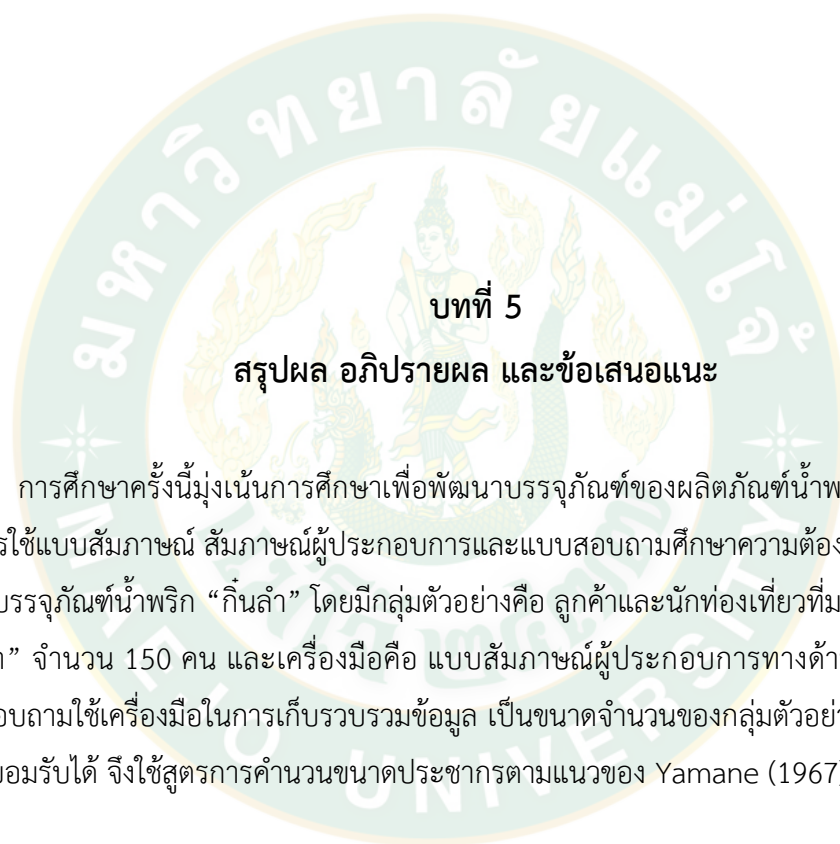 มหาวิทยาลัยแม่โจ้
บทที่ 5
สรุปผล อภิปรายผล และข้อเสนอแนะ
การศึกษาครั้งนี้มุ่งเน้นการศึกษาเพื่อพัฒนาบรรจุภัณฑ์ของผลิตภัณฑ์น้ำพ
รใช้แบบสัมภาษณ์ สัมภาษณ์ผู้ประกอบการและแบบสอบถามศึกษาความต้อง
บรรจุภัณฑ์น้ำพริก “กิ๋นลำ” โดยมีกลุ่มตัวอย่างคือ ลูกค้าและนักท่องเที่ยวที่ม
า” จำนวน 150 คน และเครื่องมือคือ แบบสัมภาษณ์ผู้ประกอบการทางด้า
อบถามใช้เครื่องมือในการเก็บรวบรวมข้อมูล เป็นขนาดจำนวนของกลุ่มตัวอย่
ยอมรับได้ จึงใช้สูตรการคำนวนขนาดประชากรตามแนวของ Yamane (1967)
MAEJO UNIVERSITY